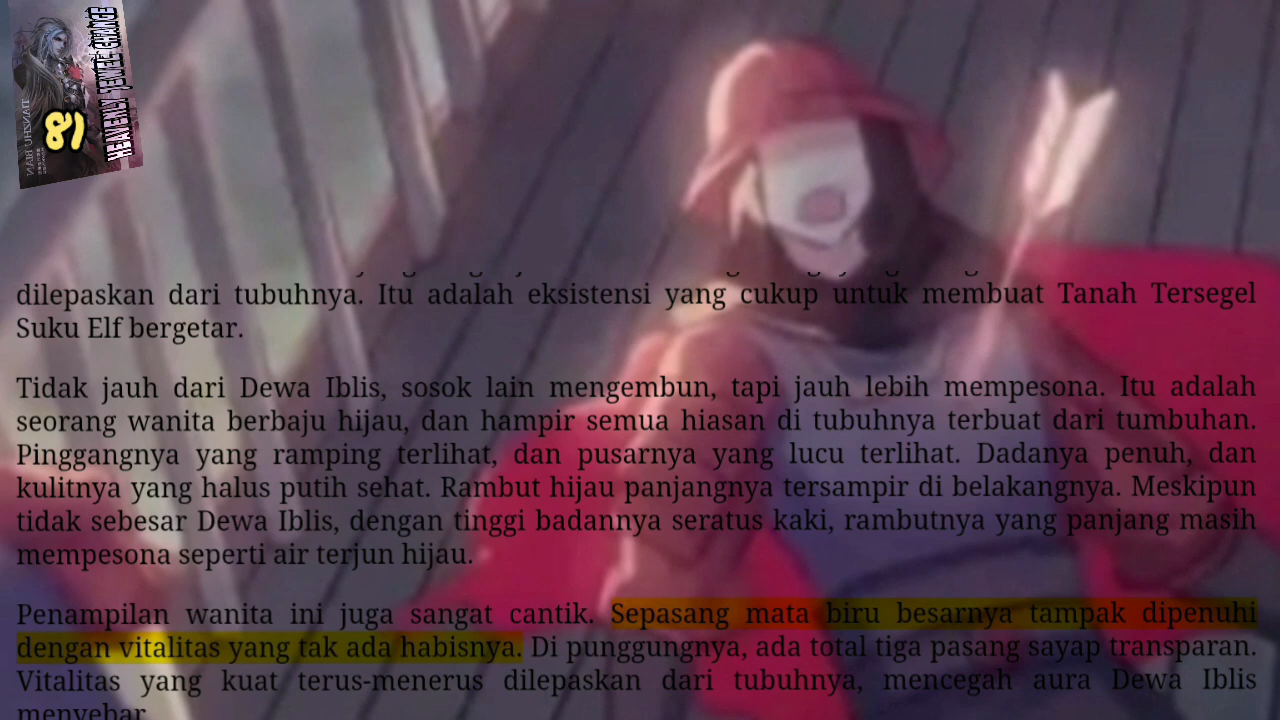 HEAVENLY JEWEL CHANGE
81
dilepaskan dari tubuhnya. Itu adalah eksistensi yang cukup untuk membuat Tanah Tersegel
Suku Elf bergetar.
Tidak jauh dari Dewa Iblis, sosok lain mengembun, tapi jauh lebih mempesona. Itu adalah
seorang wanita berbaju hijau, dan hampir semua hiasan di tubuhnya terbuat dari tumbuhan.
Pinggangnya yang ramping terlihat, dan pusarnya yang lucu terlihat. Dadanya penuh, dan
kulitnya yang halus putih sehat. Rambut hijau panjangnya tersampir di belakangnya. Meskipun
tidak sebesar Dewa Iblis, dengan tinggi badannya seratus kaki, rambutnya yang panjang masih
mempesona seperti air terjun hijau.
Penampilan wanita ini juga sangat cantik. Sepasang mata biru besarnya tampak dipenuhi
dengan vitalitas yang tak ada habisnya. Di punggungnya, ada total tiga pasang sayap transparan.
Vitalitas yang kuat terus-menerus dilepaskan dari tubuhnya, mencegah aura Dewa Iblis
menyebar